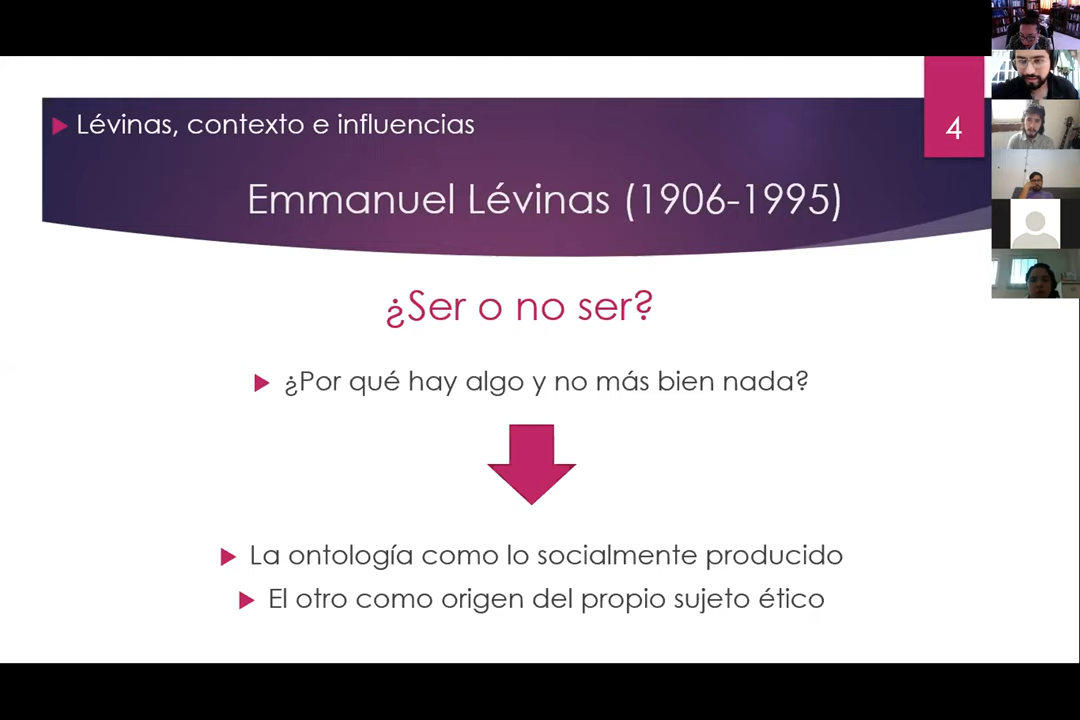 Lévinas, contexto e influencias
4
Emmanuel Lévinas (1906-1995)
¿Ser o no ser?
¿Por qué hay algo y no más bien nada?
La ontología como lo socialmente producido
El otro como origen del propio sujeto ético